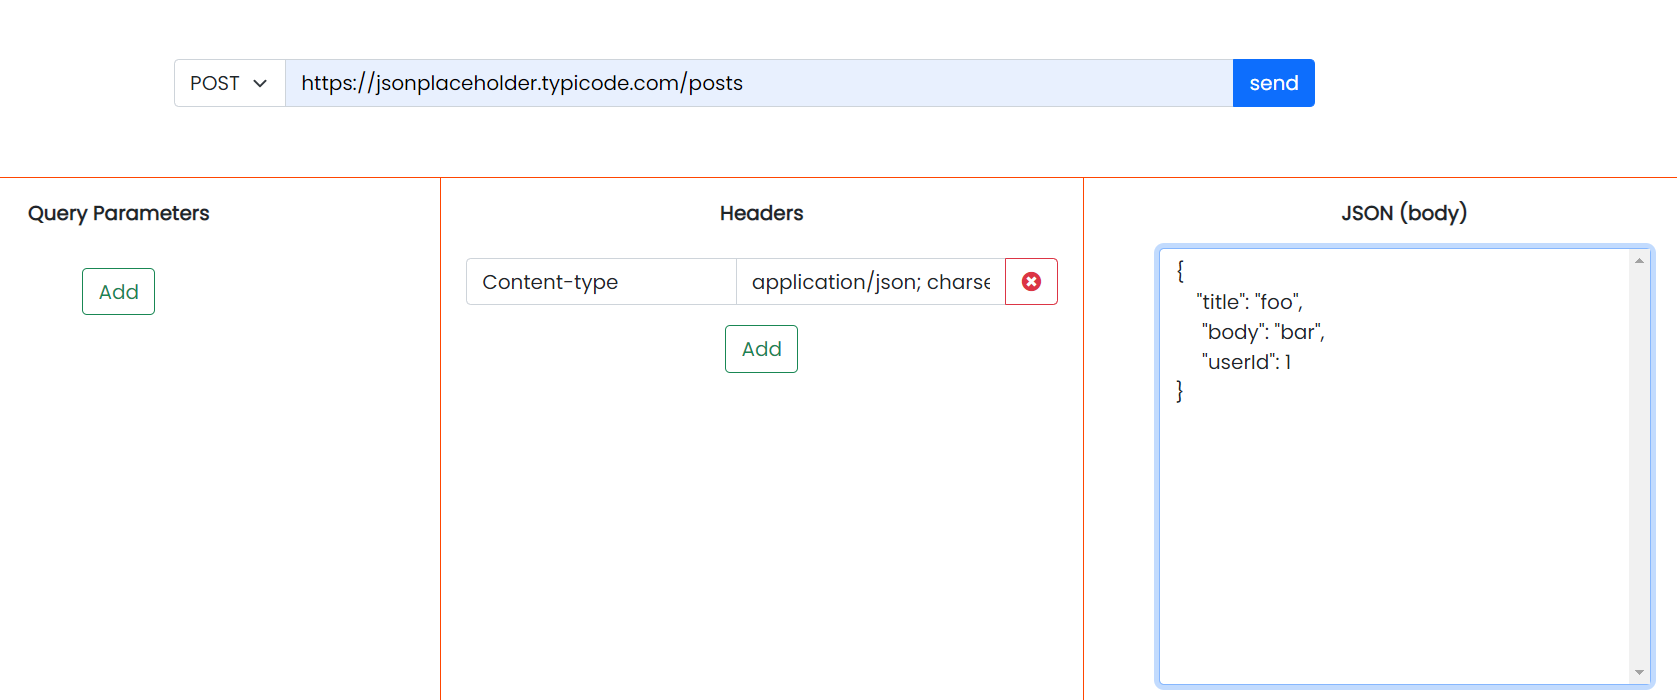 POST https://jsonplaceholder.typicode.com/posts send
Query Parameters
Add
Headers
Content-type application/json; charse
Add
JSON (body)
{
"title": "foo",
"body": "bar",
"userId": 1
}